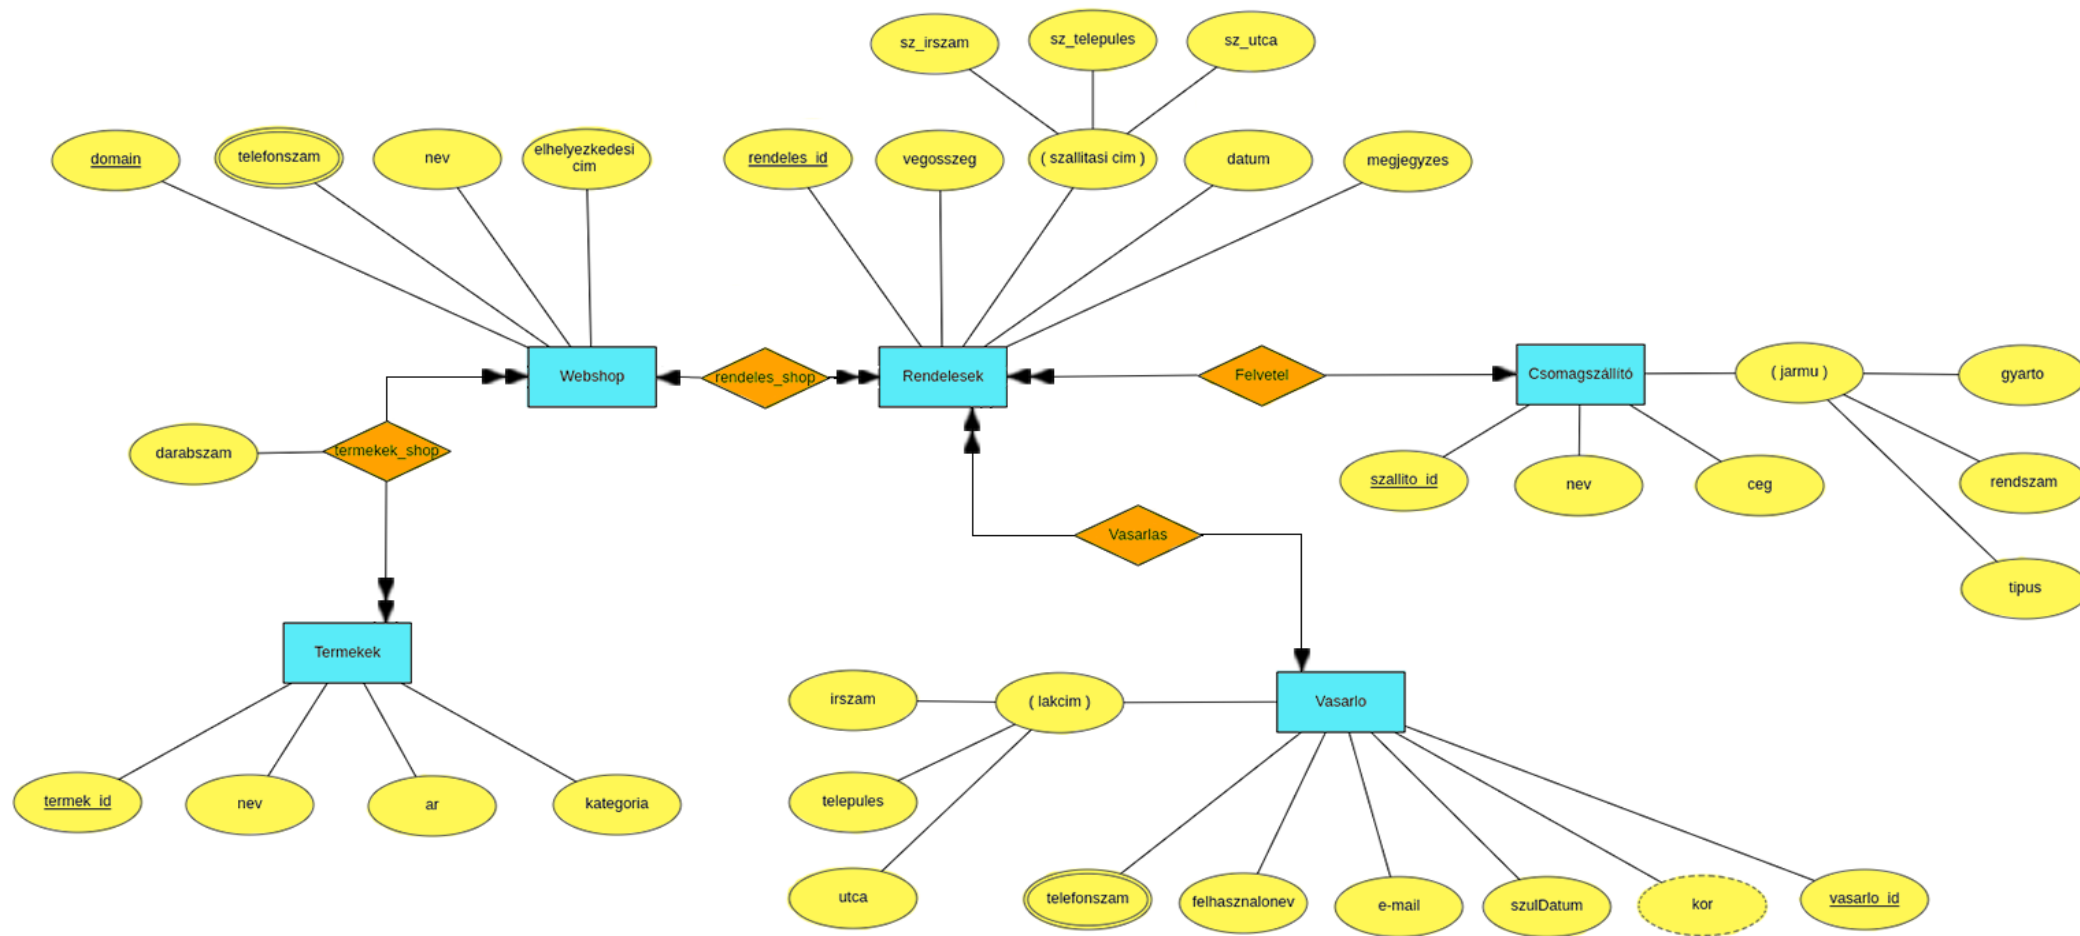 sz_irszam
sz_telepules
sz_utca
domain
telefonszam
nev
elhelyezkedesi
cim
rendeles_id
vegosszeg
( szallitasi cim )
datum
megjegyzes
Webshop
rendeles_shop
Rendelesek
Felvetel
Csomagszállító
( jarmu )
gyarto
darabszam
termekek_shop
szallito_id
nev
ceg
rendszam
Vasarlas
tipus
Termekek
irszam
( lakcim )
Vasarlo
termek_id
nev
ar
kategoria
telepules
utca
telefonszam
felhasznalonev
e-mail
szulDatum
kor
vasarlo_id